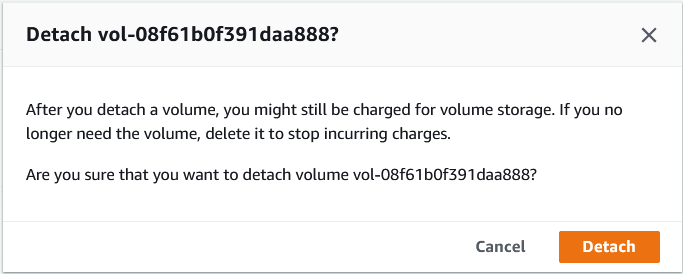 Detach vol-08f61b0f391daa888?
After you detach a volume, you might still be charged for volume storage. If you no
longer need the volume, delete it to stop incurring charges.
Are you sure that you want to detach volume vol-08f61b0f391daa888?
Cancel
Detach